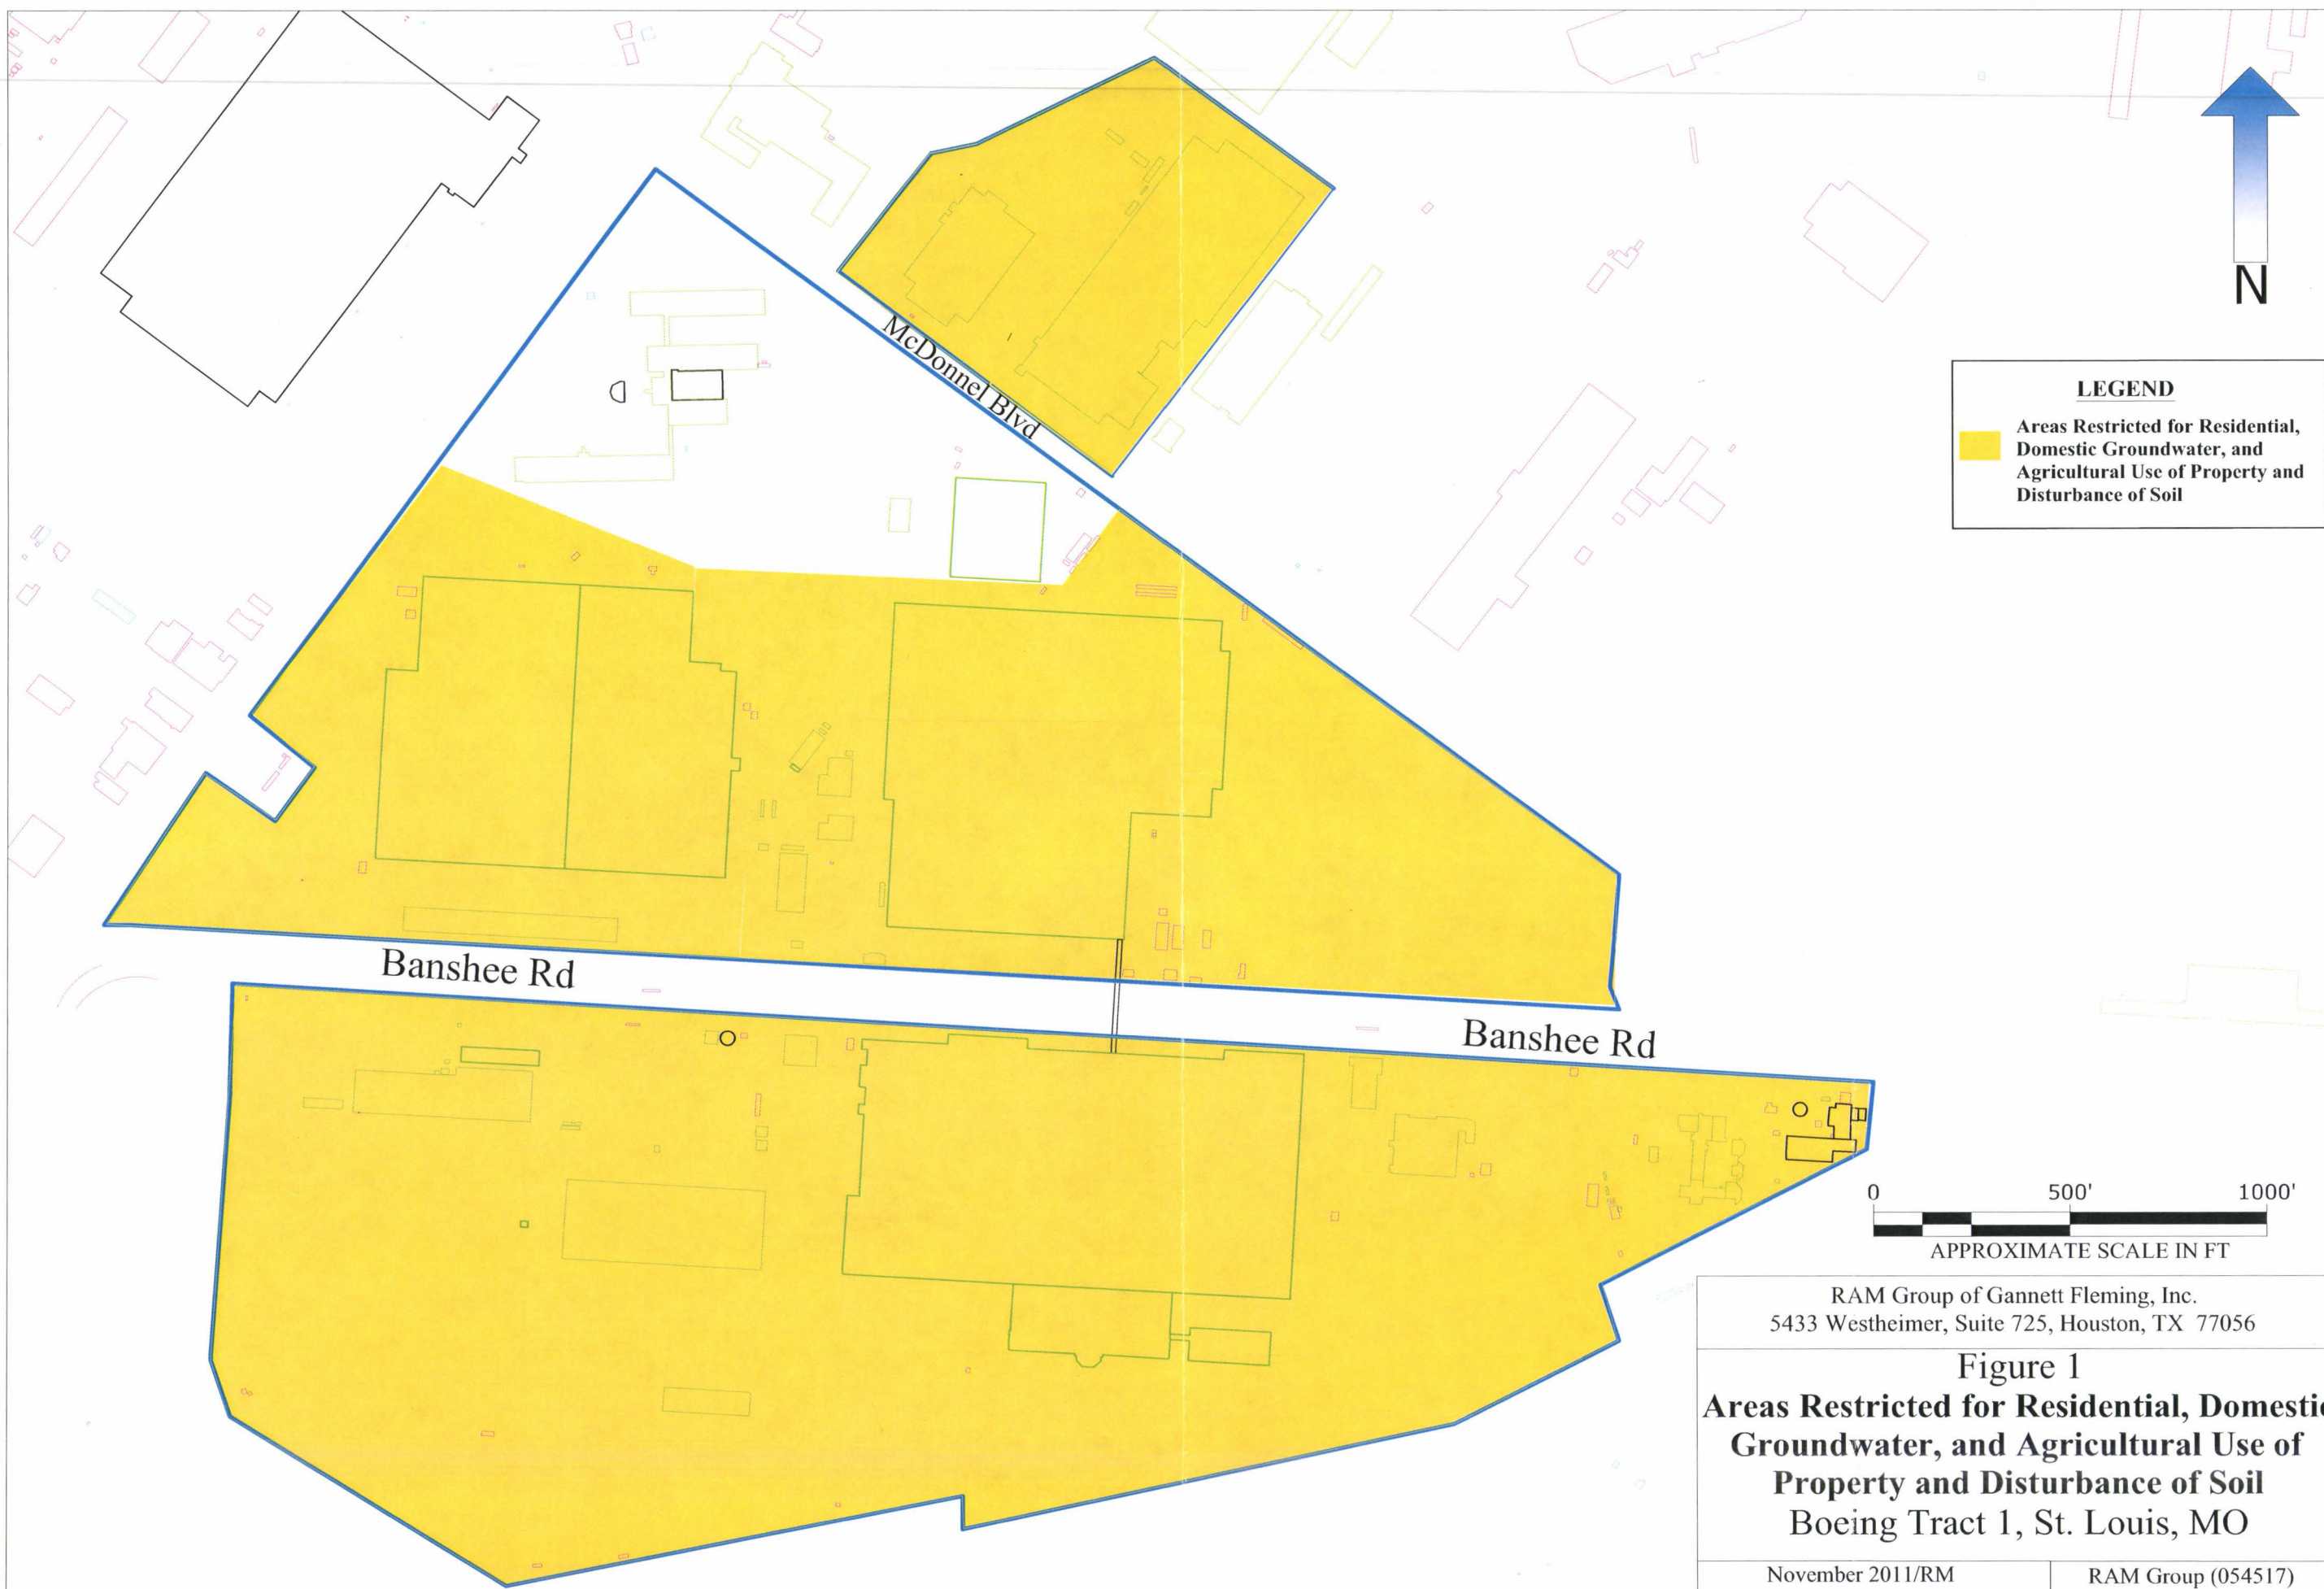 McDonnel Blvd
N
LEGEND
Areas Restricted for Residential,
Domestic Groundwater, and
Agricultural Use of Property and
Disturbance of Soil
Banshee Rd
Banshee Rd
0 500' 1000'
APPROXIMATE SCALE IN FT
RAM Group of Gannett Fleming, Inc.
5433 Westheimer, Suite 725, Houston, TX 77056
Figure 1
Areas Restricted for Residential, Domestic
Groundwater, and Agricultural Use of
Property and Disturbance of Soil
Boeing Tract 1, St. Louis, MO
November 2011/RM
RAM Group (054517)